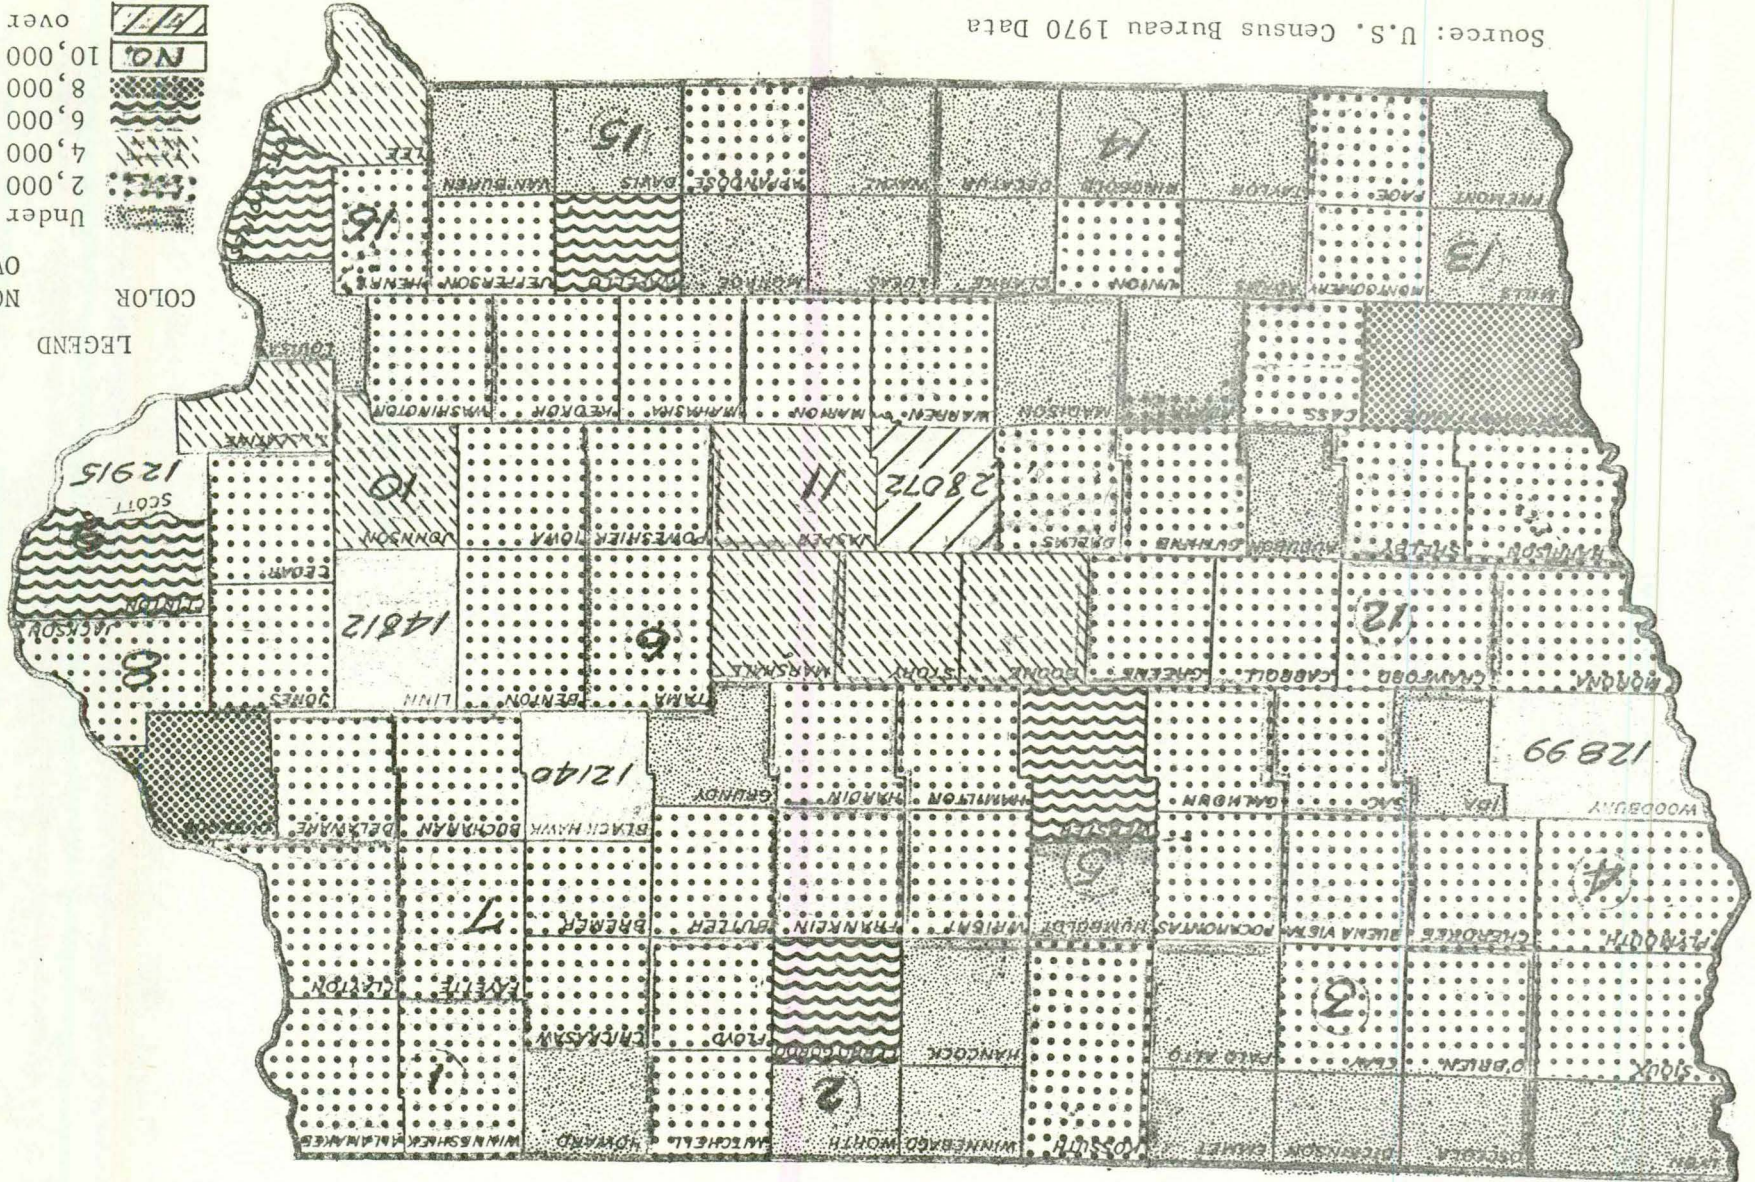 LYON OSCEOLA DICKINSON EMMET KOSSUTH WINNEBAGO WORTH MITCHELL HOWARD WINNESHIEK ALLAMAKEE
2 1
SIOUX O'BRIEN CLAY PALO ALTO HANCOCK CERRO GORDO FLOYD CHICKASAW
3
PLYMOUTH CHEROKEE BUENA VISTA POCAHONTAS HUMBOLDT WRIGHT FRANKLIN BUTLER BREMER FAYETTE CLAYTON
4 5 7
WOODBURY IDA SAC CALHOUN WEBSTER HAMILTON HARDIN GRUNDY BLACK HAWK BUCHANAN DELAWARE DUBUQUE
12899 12140
MONONA CRAWFORD CARROLL GREENE BOONE STORY MARSHALL TAMA BENTON LINN JONES JACKSON
12 6 14812 8
HARRISON SHELBY AUDUBON GUTHRIE DALLAS POLK JASPER POWESHIEK IOWA JOHNSON CEDAR CLINTON
28072 11 10 9
SCOTT
12915
CASS MADISON WARREN MARION MAHASKA KEOKUK WASHINGTON MUSCATINE
LOUISA
MILLS MONTGOMERY ADAMS UNION CLARKE LUCAS MONROE WAPELLO JEFFERSON HENRY
13 16
FREMONT PAGE TAYLOR RINGGOLD DECATUR WAYNE APPANOOSE DAVIS VAN BUREN LEE
14 15
LEGEND
COLOR NO
OV
Under
2,000
4,000
6,000
8,000
NO. 10,000
over
Source: U.S. Census Bureau 1970 Data